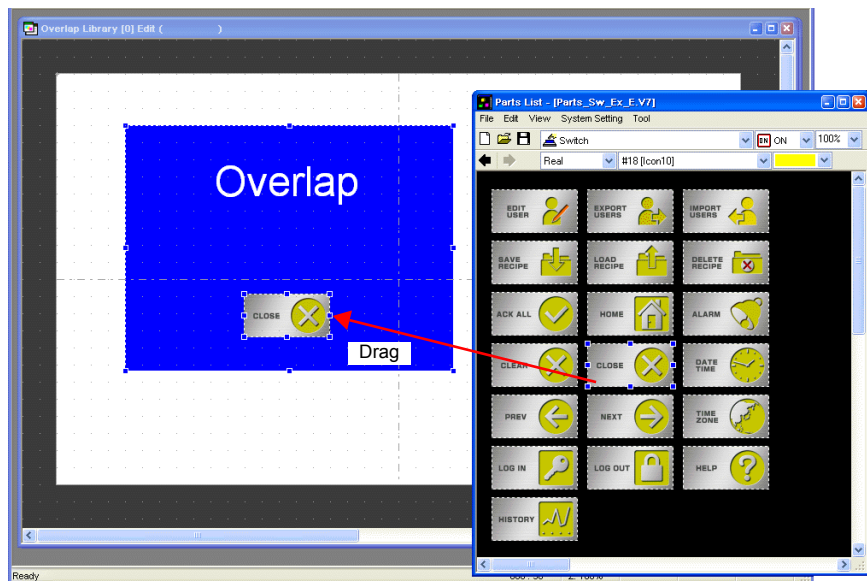 Overlap Library [0] Edit ( )
Overlap
CLOSE
Drag
Parts List - [Parts_Sw_Ex_E.V7]
File Edit View System Setting Tool
Switch
ON
100%
Real
#18 [Icon10]
EDIT
USER
EXPORT
USERS
IMPORT
USERS
SAVE
RECIPE
LOAD
RECIPE
DELETE
RECIPE
ACK ALL
HOME
ALARM
CLEAR
CLOSE
DATE
TIME
PREV
NEXT
TIME
ZONE
LOG IN
LOG OUT
HELP
HISTORY
Ready